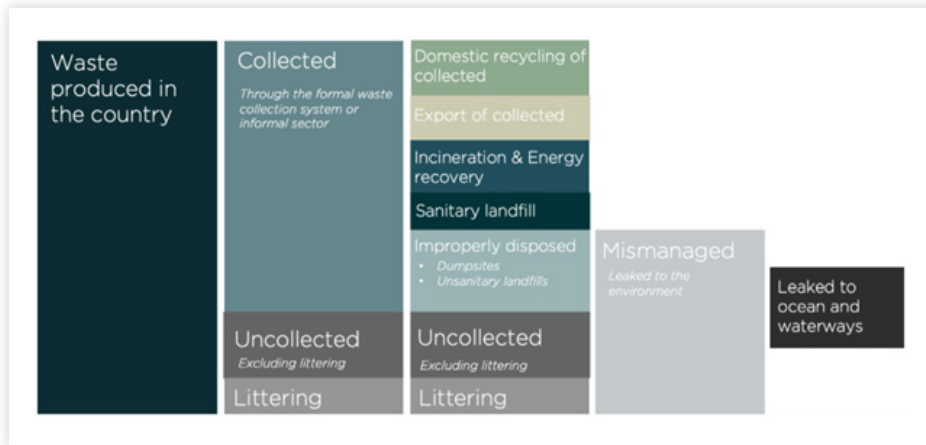 Waste
produced in
the country
Collected
Through the formal waste
collection system or
informal sector
Uncollected
Excluding littering
Littering
Domestic recycling of
collected
Export of collected
Incineration & Energy
recovery
Sanitary landfill
Improperly disposed
• Dumpsites
• Unsanitary landfills
Uncollected
Excluding littering
Littering
Mismanaged
Leaked to the
environment
Leaked to
ocean and
waterways